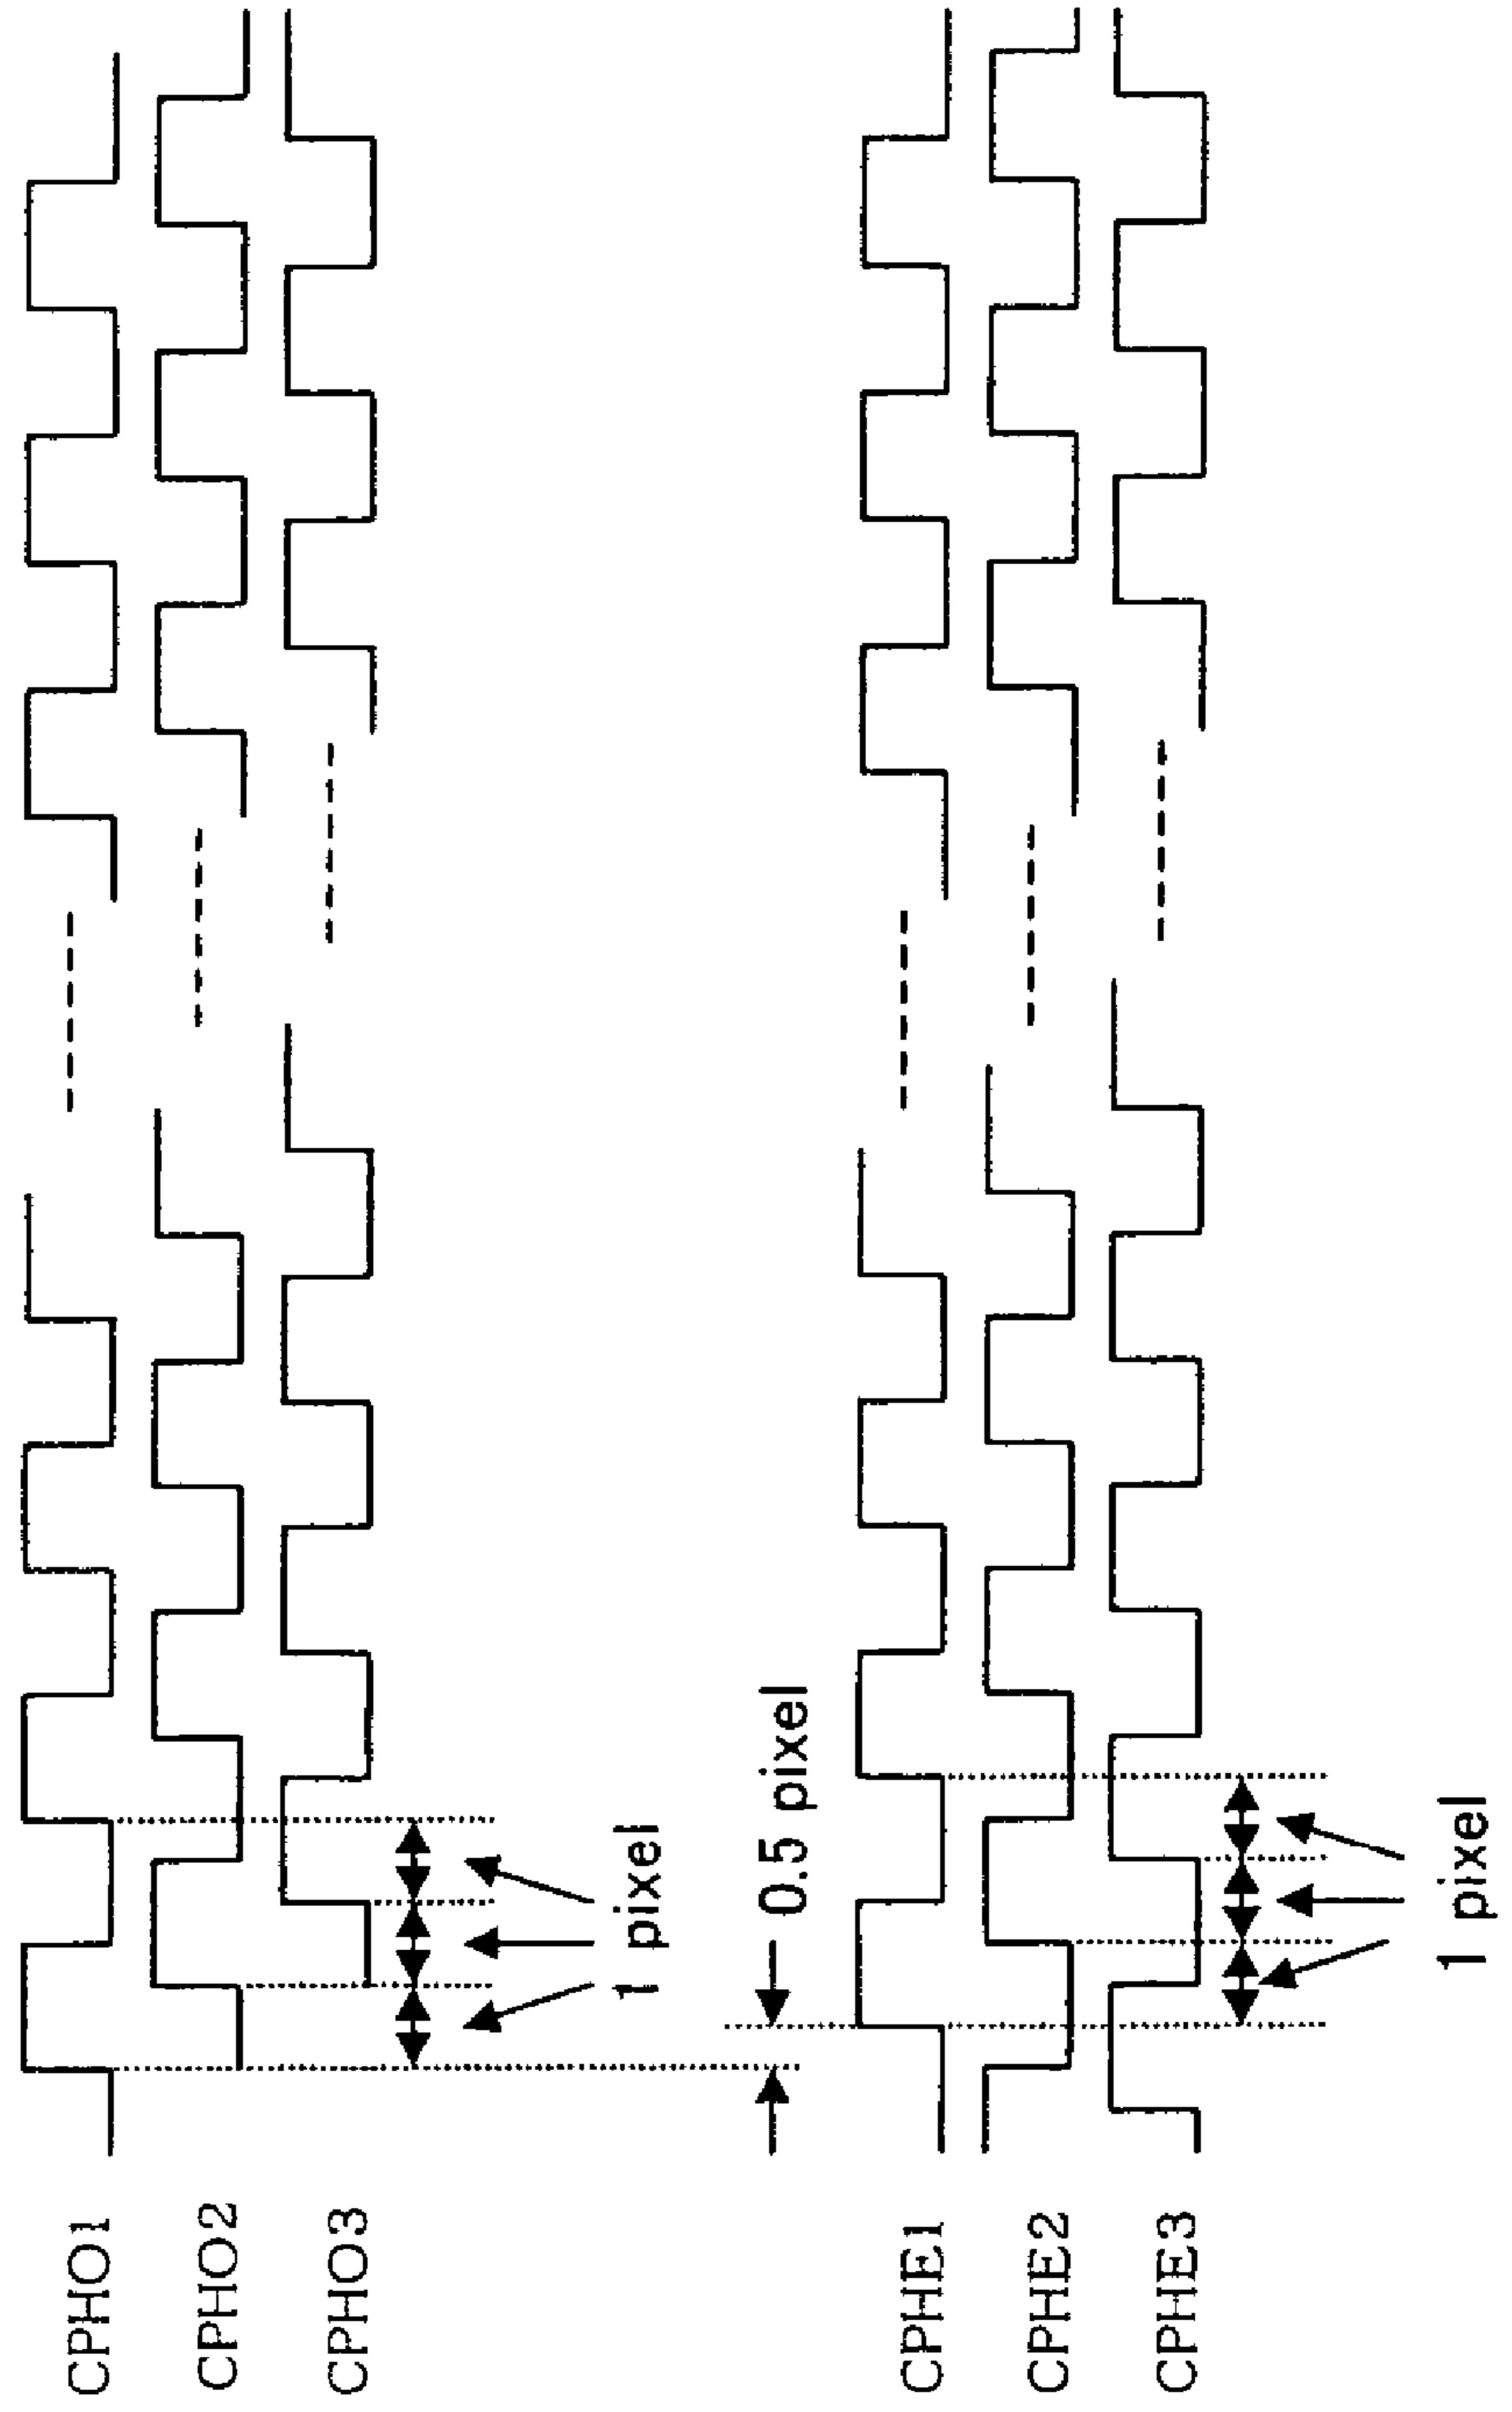 CPHO1
CPHO2
CPHO3
1 pixel
0.5 pixel
CPHE1
CPHE2
CPHE3
1 pixel